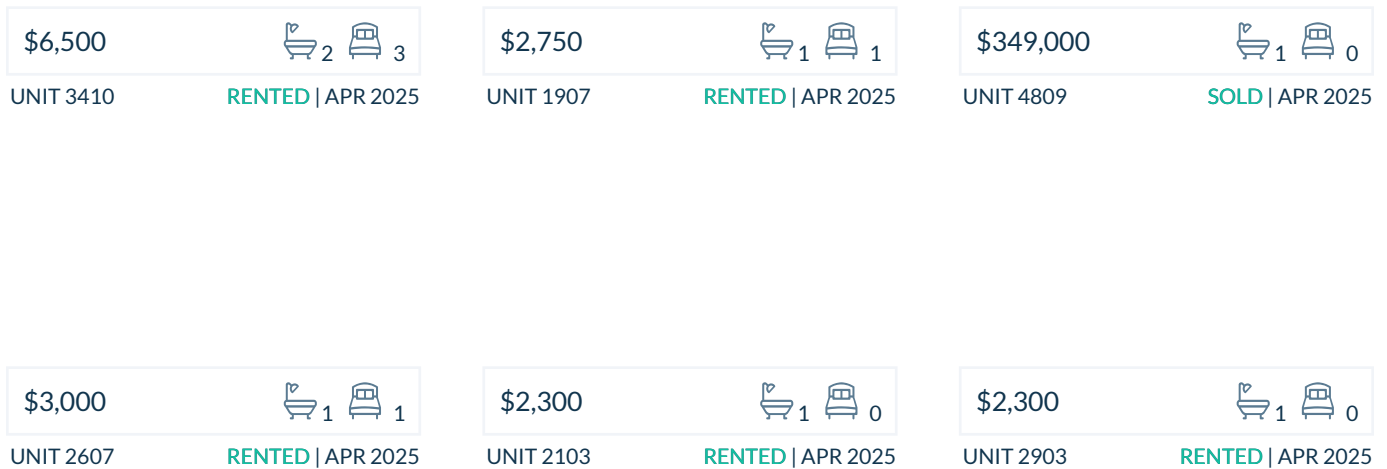 $6,500 2 3
UNIT 3410 RENTED | APR 2025
$2,750 1 1
UNIT 1907 RENTED | APR 2025
$349,000 1 0
UNIT 4809 SOLD | APR 2025
$3,000 1 1
UNIT 2607 RENTED | APR 2025
$2,300 1 0
UNIT 2103 RENTED | APR 2025
$2,300 1 0
UNIT 2903 RENTED | APR 2025